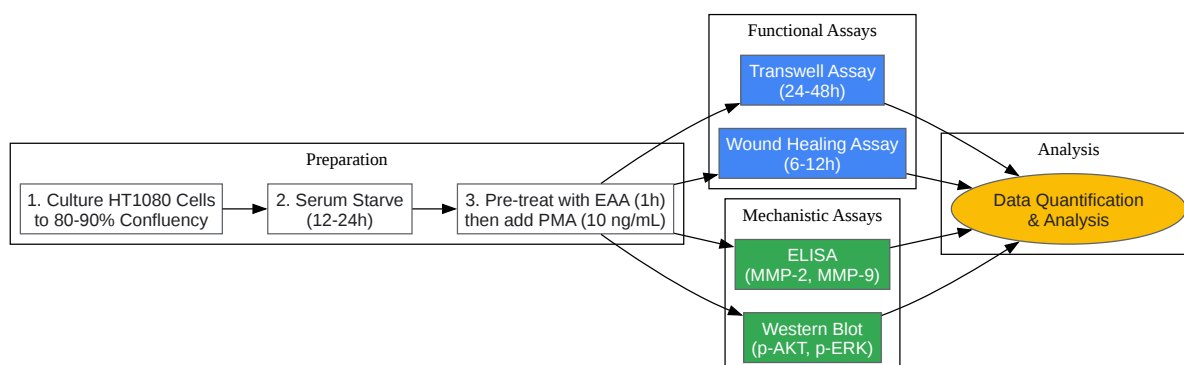 Preparation
1. Culture HT1080 Cells
to 80-90% Confluency
2. Serum Starve
(12-24h)
3. Pre-treat with EAA (1h)
then add PMA (10 ng/mL)
Functional Assays
Transwell Assay
(24-48h)
Wound Healing Assay
(6-12h)
Mechanistic Assays
ELISA
(MMP-2, MMP-9)
Western Blot
(p-AKT, p-ERK)
Analysis
Data Quantification
& Analysis